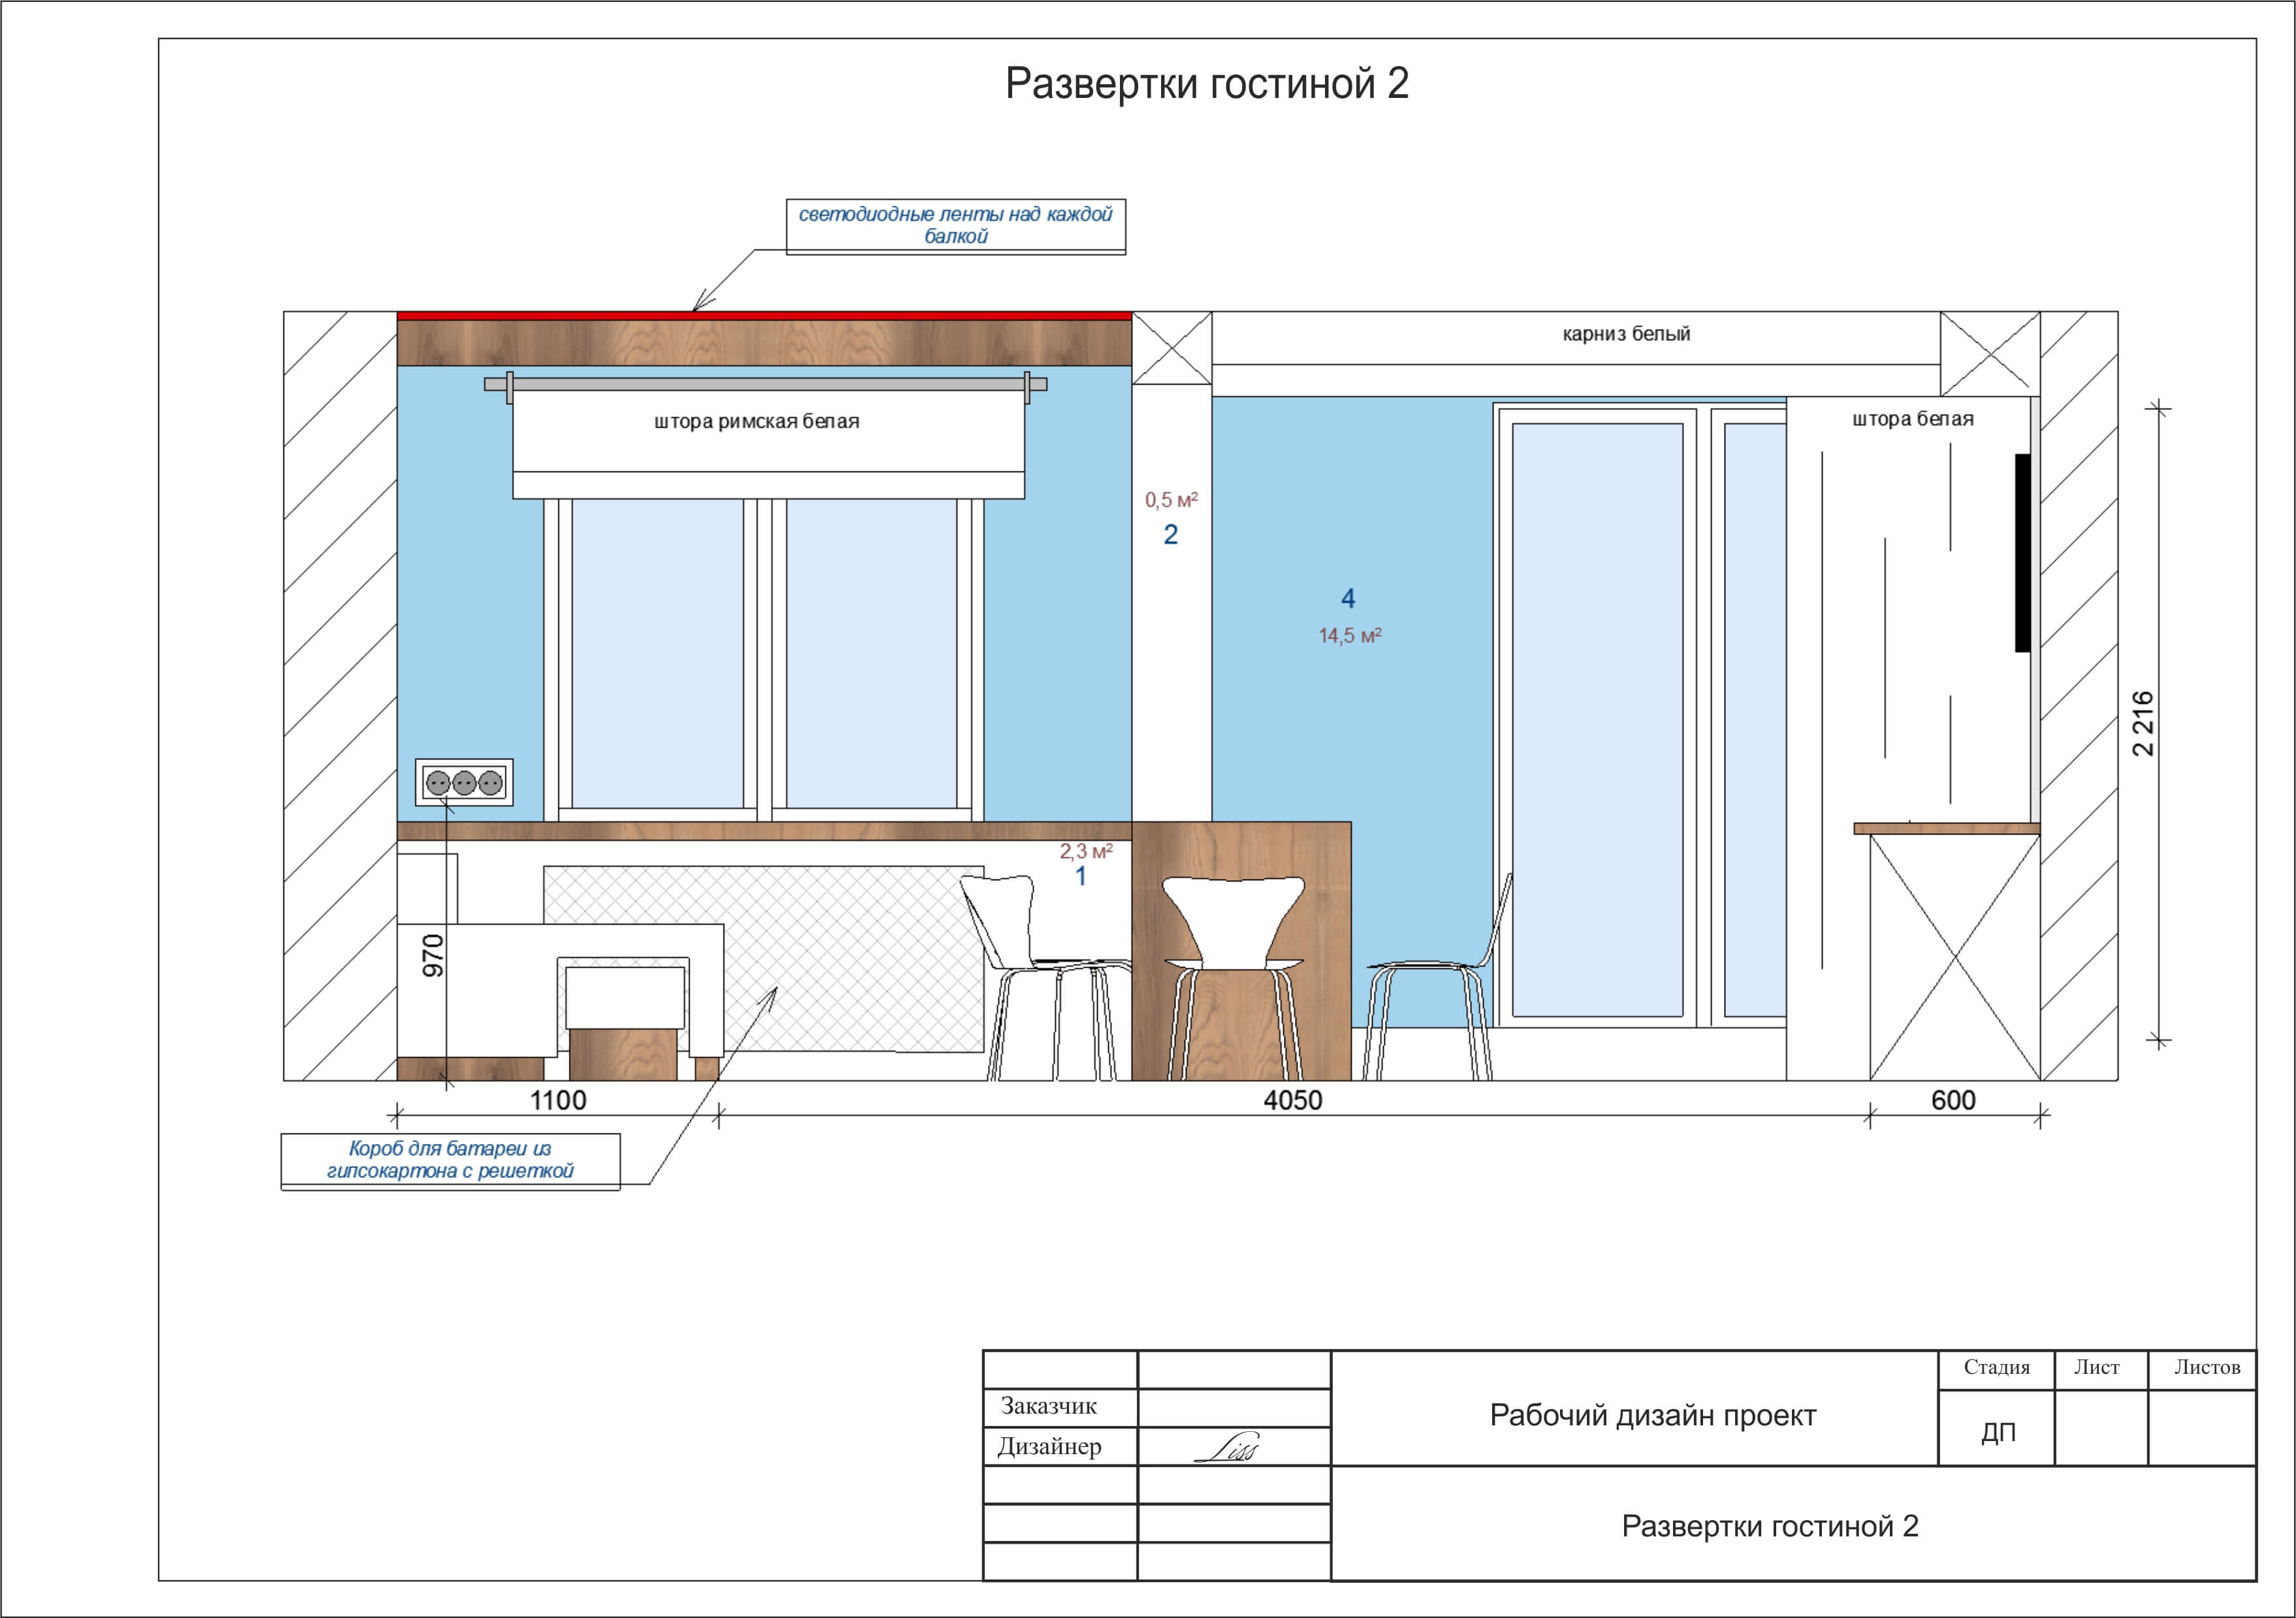 Развертки гостиной 2
светодиодные ленты над каждой
балкой
карниз белый
штора римская белая
штора белая
0,5 м²
2
4
14,5 м²
2 216
2,3 м²
1
970
1100
4050
600
Короб для батареи из
гипсокартона с решеткой
Стадия
Лист
Листов
Заказчик
Рабочий дизайн проект
ДП
Дизайнер
Liss
Развертки гостиной 2